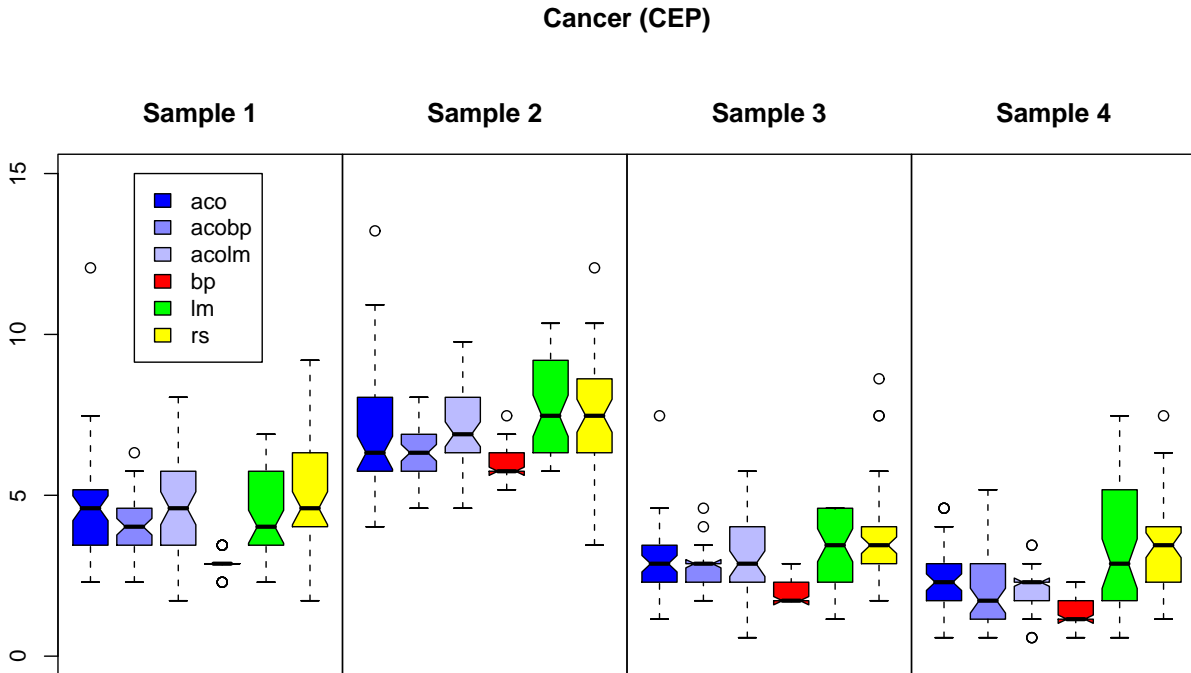 Cancer (CEP)
Sample 1
Sample 2
Sample 3
Sample 4
15
10
5
0
aco
acobp
acolm
bp
lm
rs